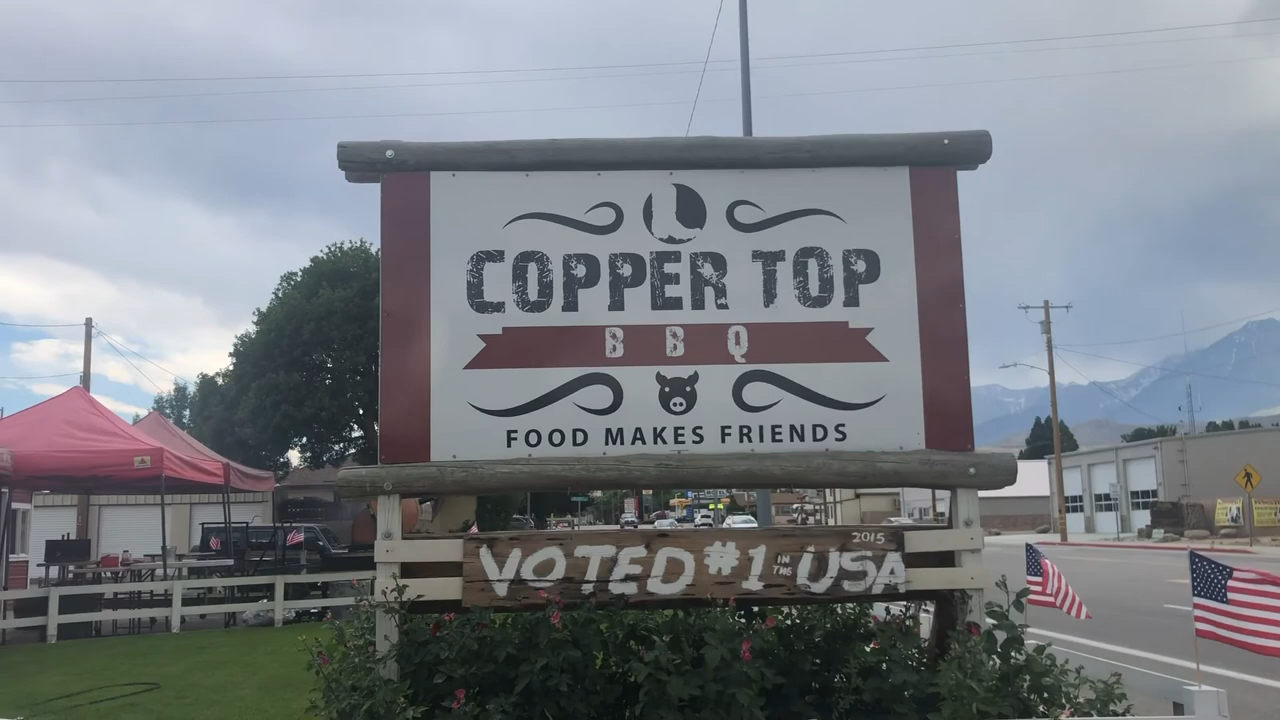 COPPER TOP
BBQ
FOOD MAKES FRIENDS
VOTED #1 IN THE USA
2015